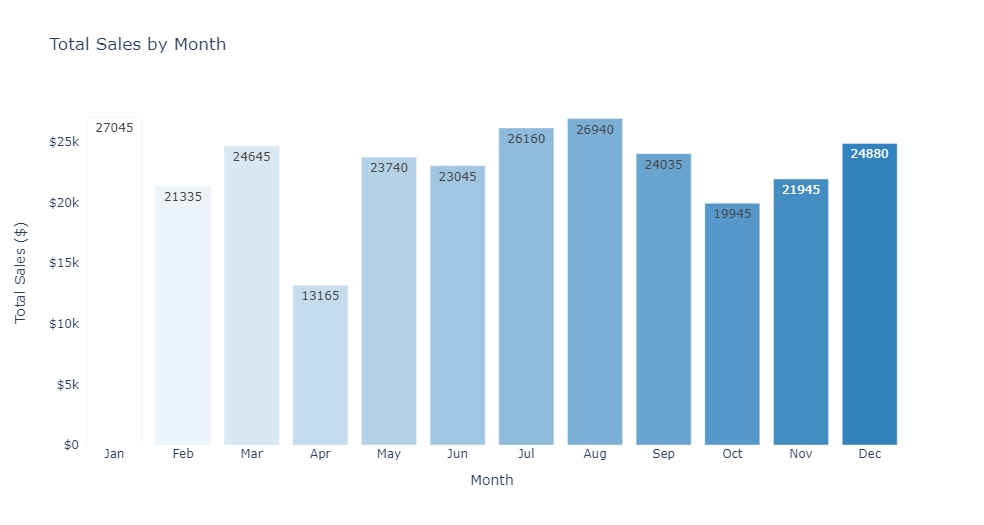 Total Sales by Month
Total Sales ($)
$25k
$20k
$15k
$10k
$5k
$0
27045
21335
24645
13165
23740
23045
26160
26940
24035
19945
21945
24880
Jan Feb Mar Apr May Jun Jul Aug Sep Oct Nov Dec
Month